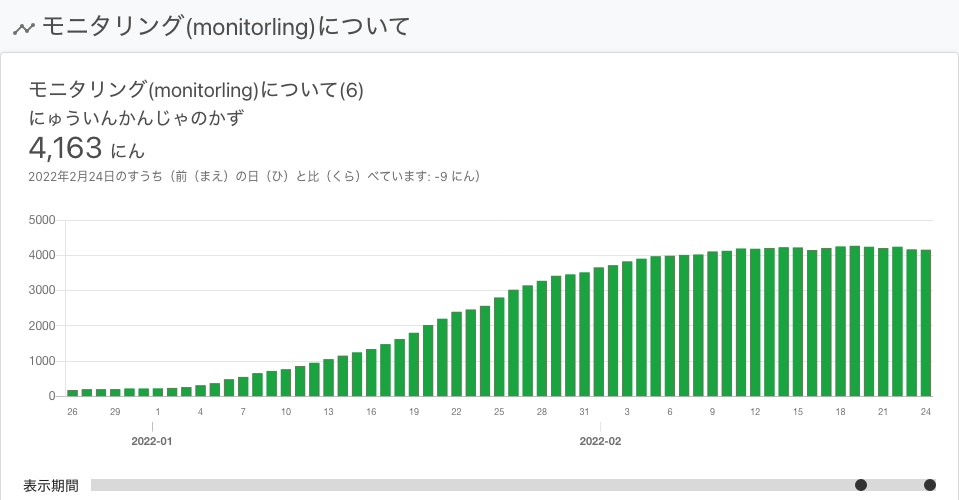 モニタリング(monitorling)について
モニタリング(monitorling)について(6)
にゅういんかんじゃのかず
4,163 にん
2022年2月24日のすうち（前（まえ）の日（ひ）と比（くら）べています: -9 にん）
5000
4000
3000
2000
1000
0
26 29 1 4 7 10 13 16 19 22 25 28 31 3 6 9 12 15 18 21 24
2022-01 2022-02
表示期間